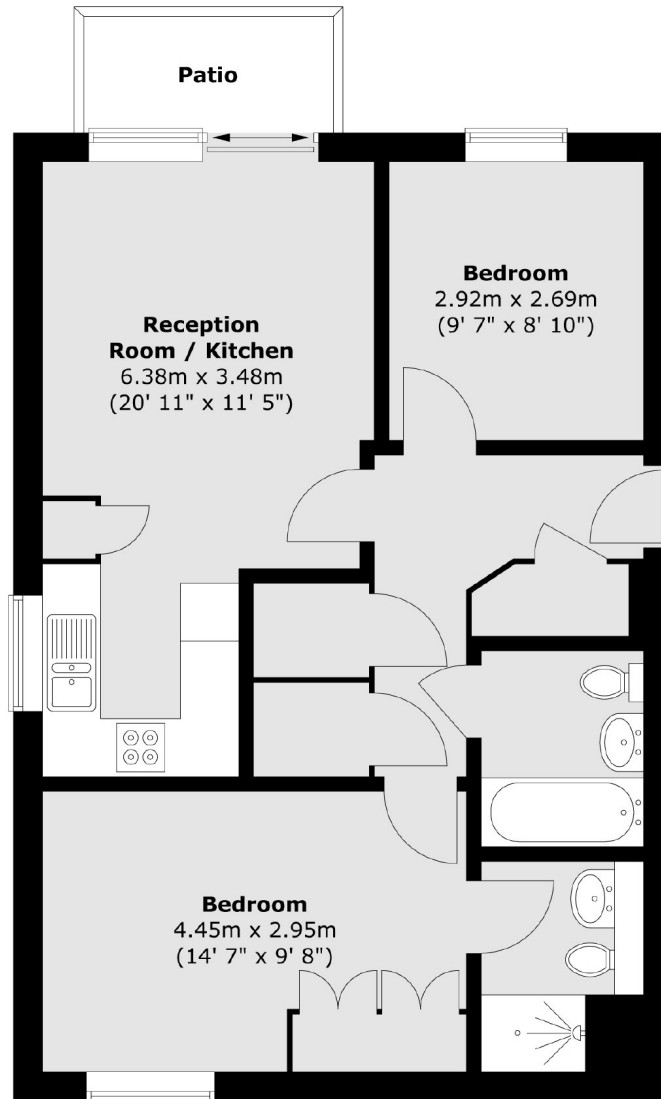 Patio
Bedroom
2.92m x 2.69m
(9' 7" x 8' 10")
Reception
Room / Kitchen
6.38m x 3.48m
(20' 11" x 11' 5")
Bedroom
4.45m x 2.95m
(14' 7" x 9' 8")